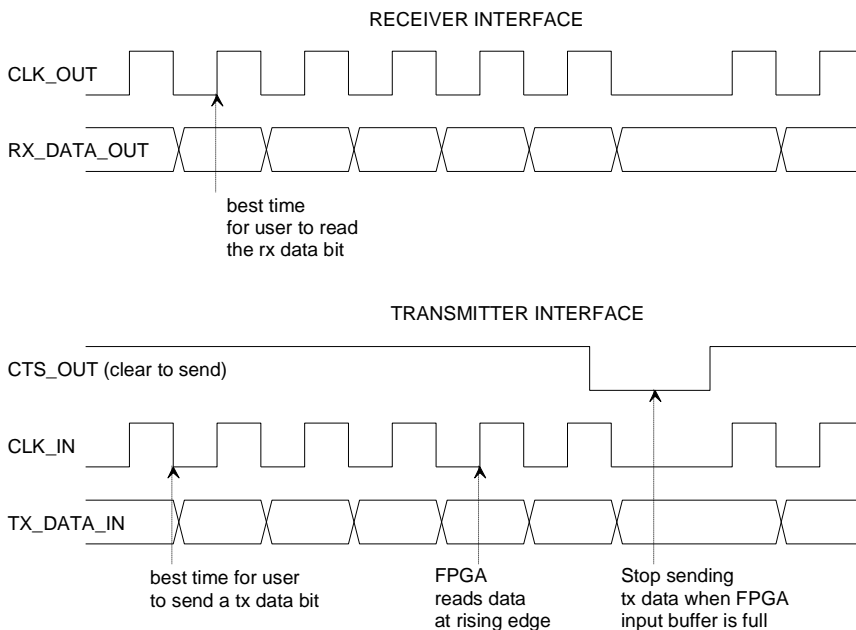 RECEIVER INTERFACE
CLK_OUT
RX_DATA_OUT
best time
for user to read
the rx data bit
TRANSMITTER INTERFACE
CTS_OUT (clear to send)
CLK_IN
TX_DATA_IN
best time for user
to send a tx data bit
FPGA
reads data
at rising edge
Stop sending
tx data when FPGA
input buffer is full